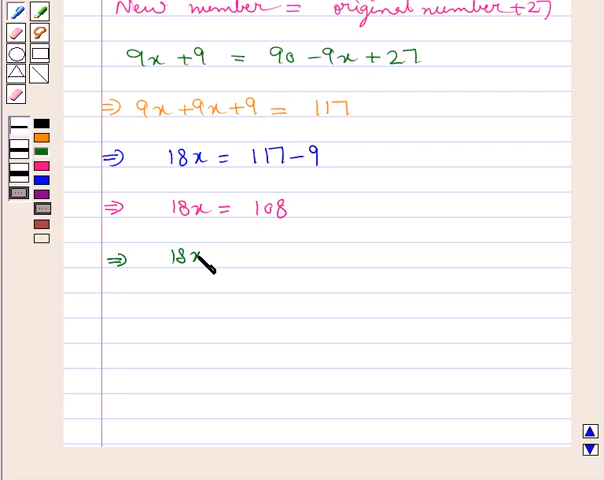 New number = original number + 27
9x + 9 = 90 - 9x + 27
⇒ 9x + 9x + 9 = 117
⇒ 18x = 117 - 9
⇒ 18x = 108
⇒ 18x